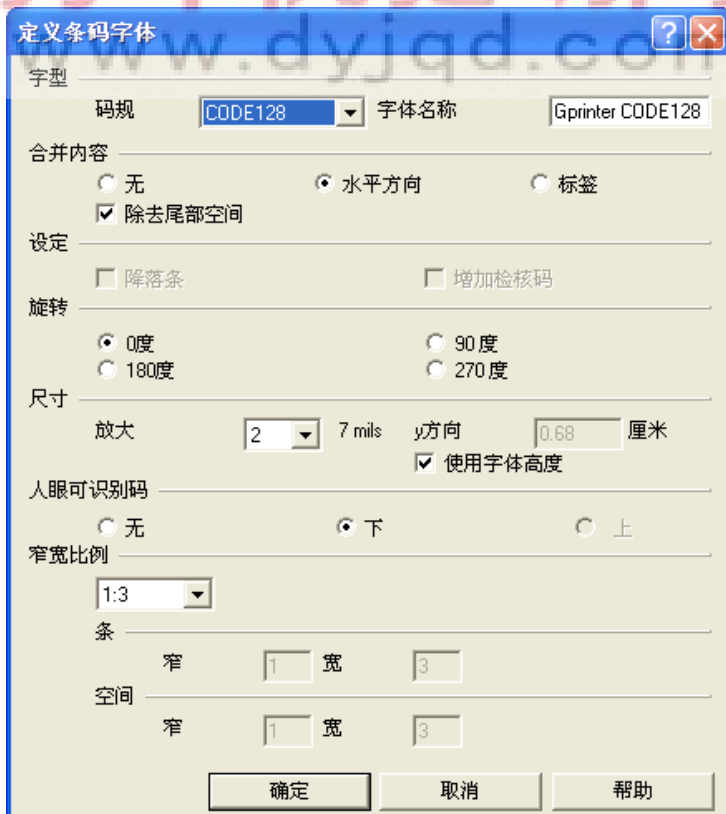 定义条码字体
www.dyjqd.com
字型
码规 CODE128 字体名称 Gprinter CODE128
合并内容
无 水平方向 标签
除去尾部空间
设定
降落条 增加检核码
旋转
0度 90度
180度 270度
尺寸
放大 2 7 mils y方向 0.68 厘米
使用字体高度
人眼可识别码
无 下 上
窄宽比例
1:3
条
窄 1 宽 3
空间
窄 1 宽 3
确定 取消 帮助